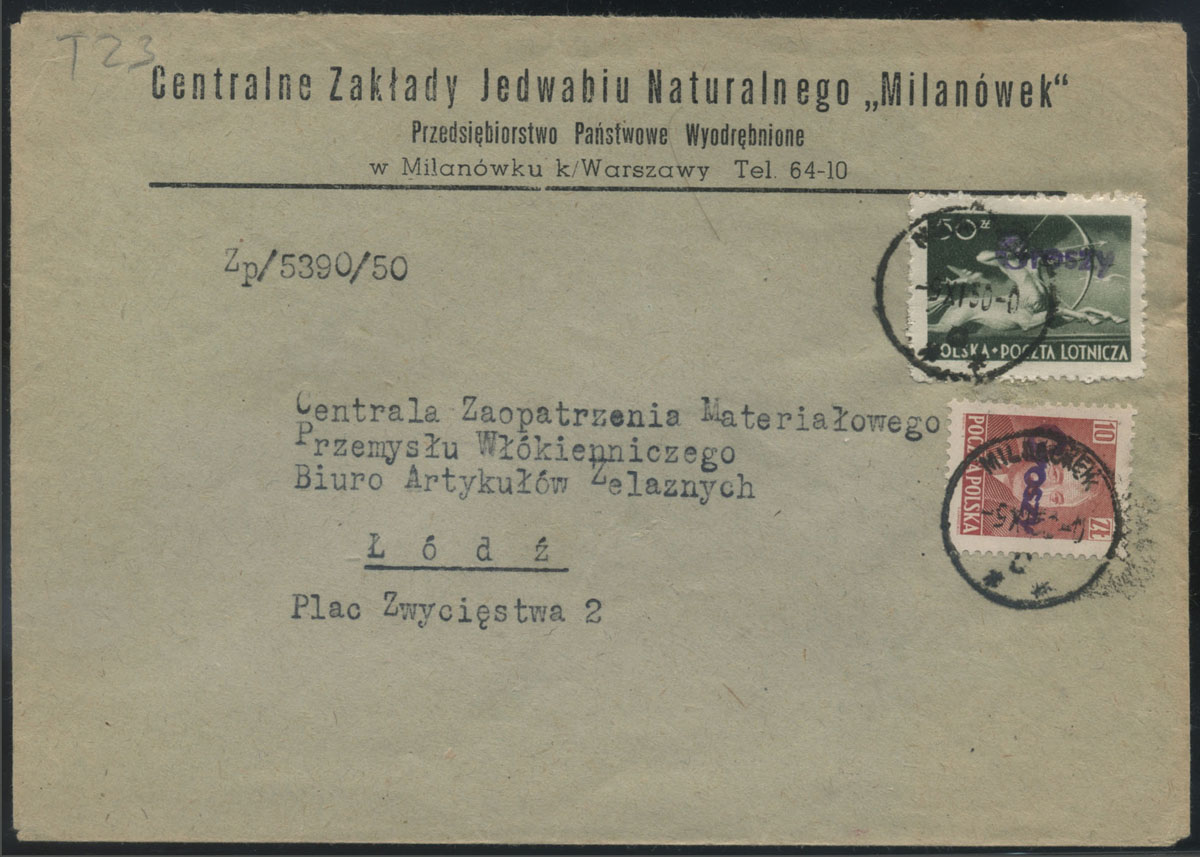 T23
Centralne Zakłady Jedwabiu Naturalnego „Milanówek“
Przedsiębiorstwo Państwowe Wyodrębnione
w Milanówku k/Warszawy Tel. 64-10
Zp/5390/50
50 zł
Groszy
POLSKA • POCZTA LOTNICZA
Centrala Zaopatrzenia Materiałowego
Przemysłu Włókienniczego
Biuro Artykułów Żelaznych
Ł ó d ź
Plac Zwycięstwa 2
10 zł
POCZTA POLSKA
MILANÓWEK